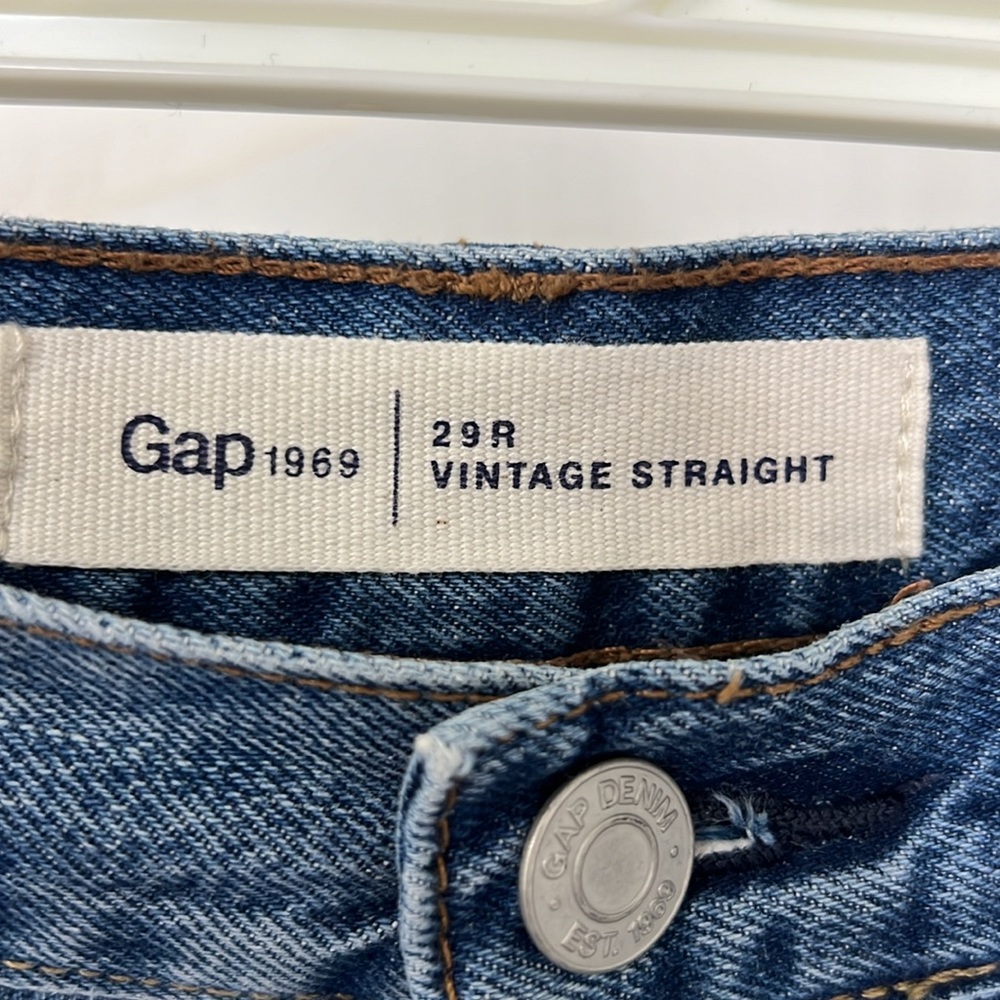 Gap 1969
29R
VINTAGE STRAIGHT
GAP DENIM
EST. 1969